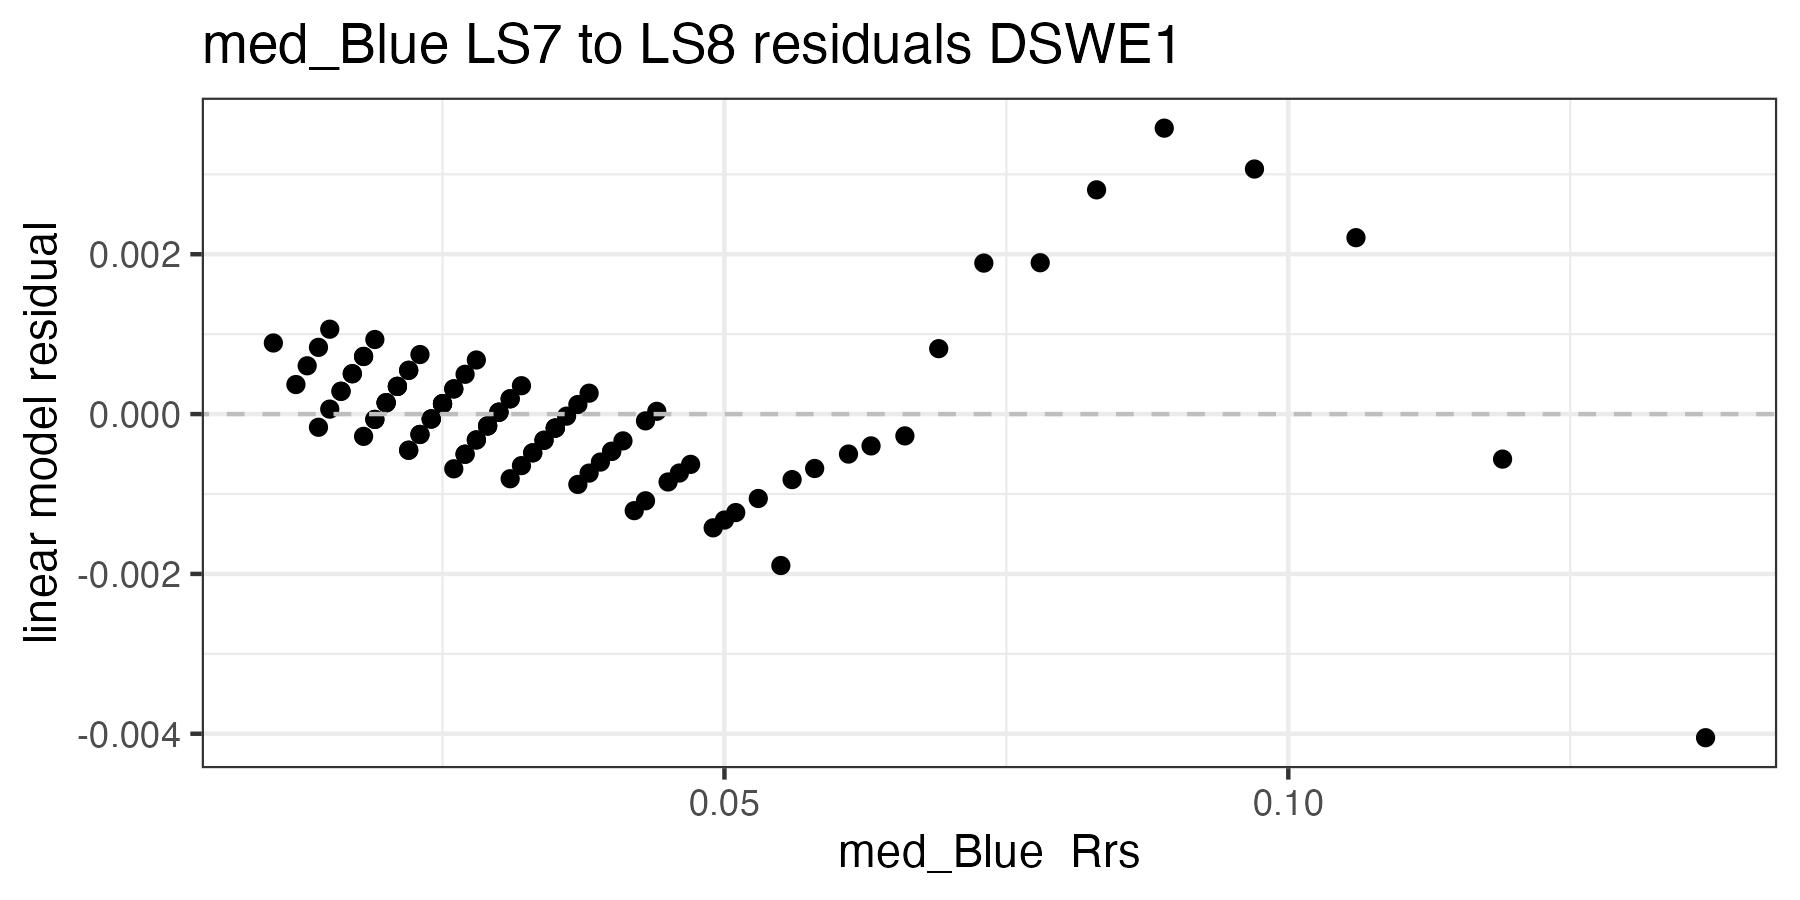 med_Blue LS7 to LS8 residuals DSWE1
linear model residual
0.002
0.000
-0.002
-0.004
0.05
0.10
med_Blue  Rrs